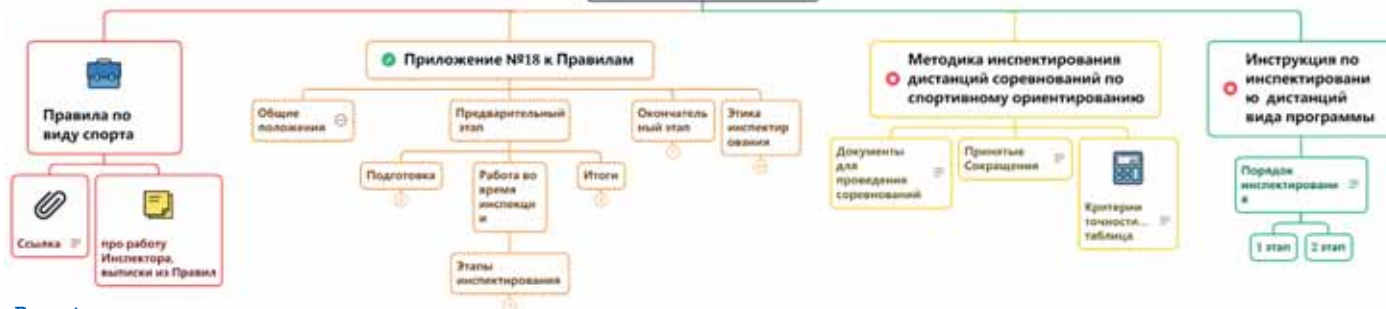 Правила по
виду спорта
Ссылка
про работу
Инспектора,
выписки из Правил
Приложение №18 к Правилам
Общие
положения
Предварительный
этап
Окончатель
ный этап
Этика
инспектир
ования
Подготовка
Работа во
время
инспекци
и
Итоги
Этапы
инспектирования
Методика инспектирования
дистанций соревнований по
спортивному ориентированию
Документы
для
проведения
соревнований
Принятые
Сокращения
Критерии
точности...
таблица
Инструкция по
инспектировани
ю дистанций
вида программы
Порядок
инспектировани
я
1 этап
2 этап